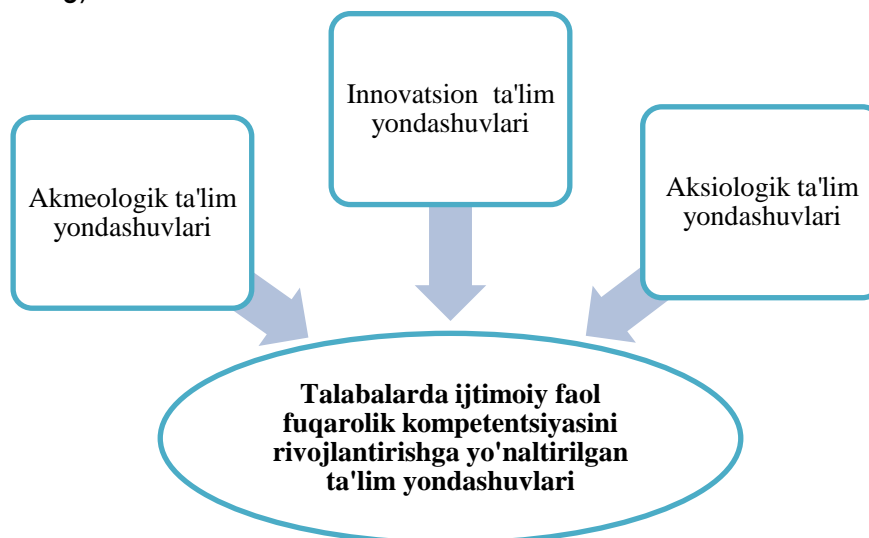 Innovatsion ta'lim
yondashuvlari
Akmeologik ta'lim
yondashuvlari
Aksiologik ta'lim
yondashuvlari
Talabalarda ijtimoiy faol
fuqarolik kompetentsiyasini
rivojlantirishga yo'naltirilgan
ta'lim yondashuvlari